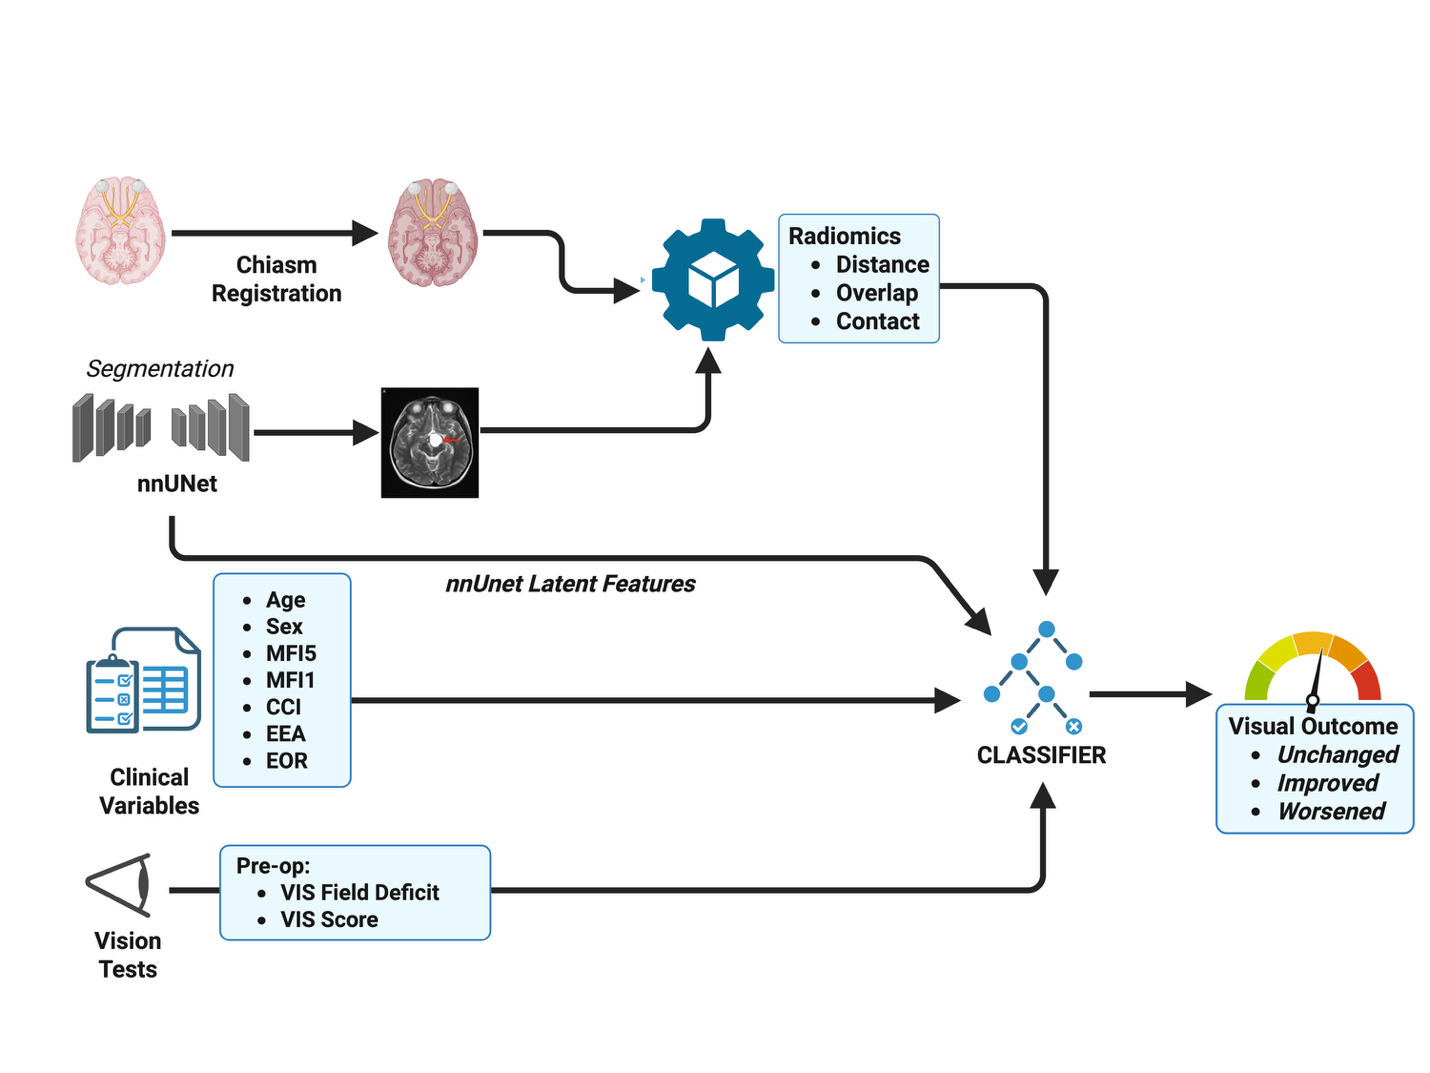 Chiasm
Registration
Radiomics
• Distance
• Overlap
• Contact
Segmentation
nnUNet
nnUnet Latent Features
• Age
• Sex
• MFI5
• MFI1
• CCI
• EEA
• EOR
Clinical
Variables
CLASSIFIER
Visual Outcome
• Unchanged
• Improved
• Worsened
Pre-op:
• VIS Field Deficit
• VIS Score
Vision
Tests